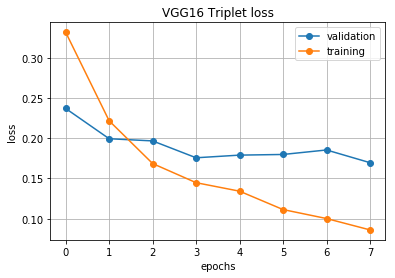 VGG16 Triplet loss
validation
training
loss
0.30
0.25
0.20
0.15
0.10
0 1 2 3 4 5 6 7
epochs